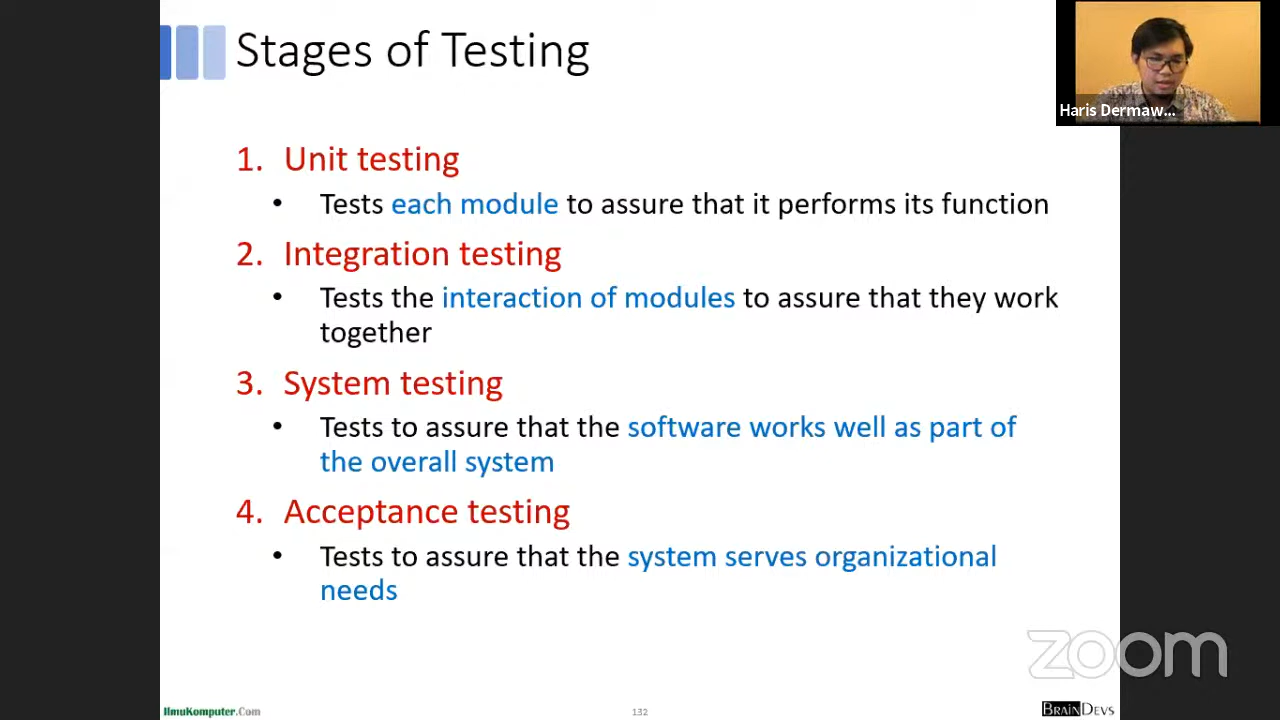 Stages of Testing
Haris Dermaw...
1. Unit testing
• Tests each module to assure that it performs its function
2. Integration testing
• Tests the interaction of modules to assure that they work
together
3. System testing
• Tests to assure that the software works well as part of
the overall system
4. Acceptance testing
• Tests to assure that the system serves organizational
needs
zoom
IlmuKomputer.Com
132
BRAINDEVS